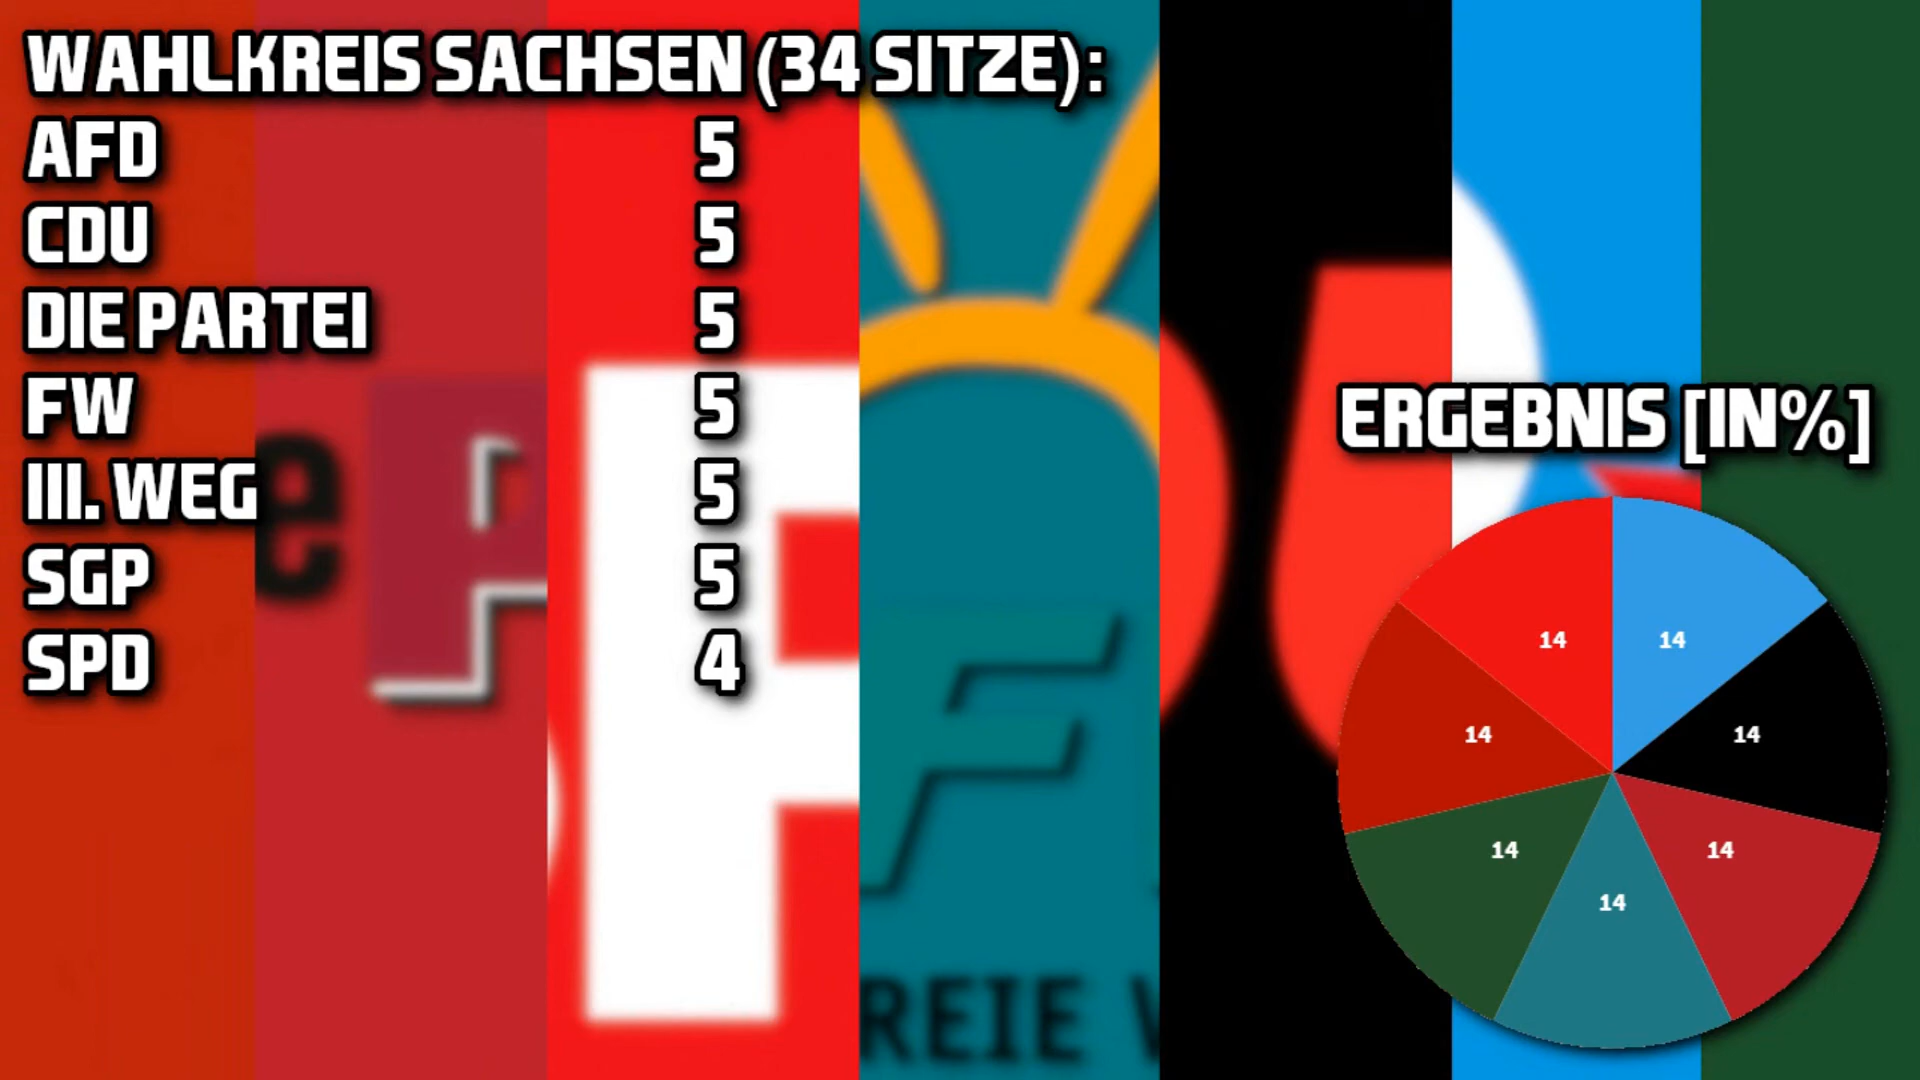 WAHLKREIS SACHSEN (34 SITZE):
AFD 5
CDU 5
DIE PARTEI 5
FW 5
III. WEG 5
SGP 5
SPD 4
ERGEBNIS [IN%]
14 14
14 14
14 14
14
e P
F
REIE